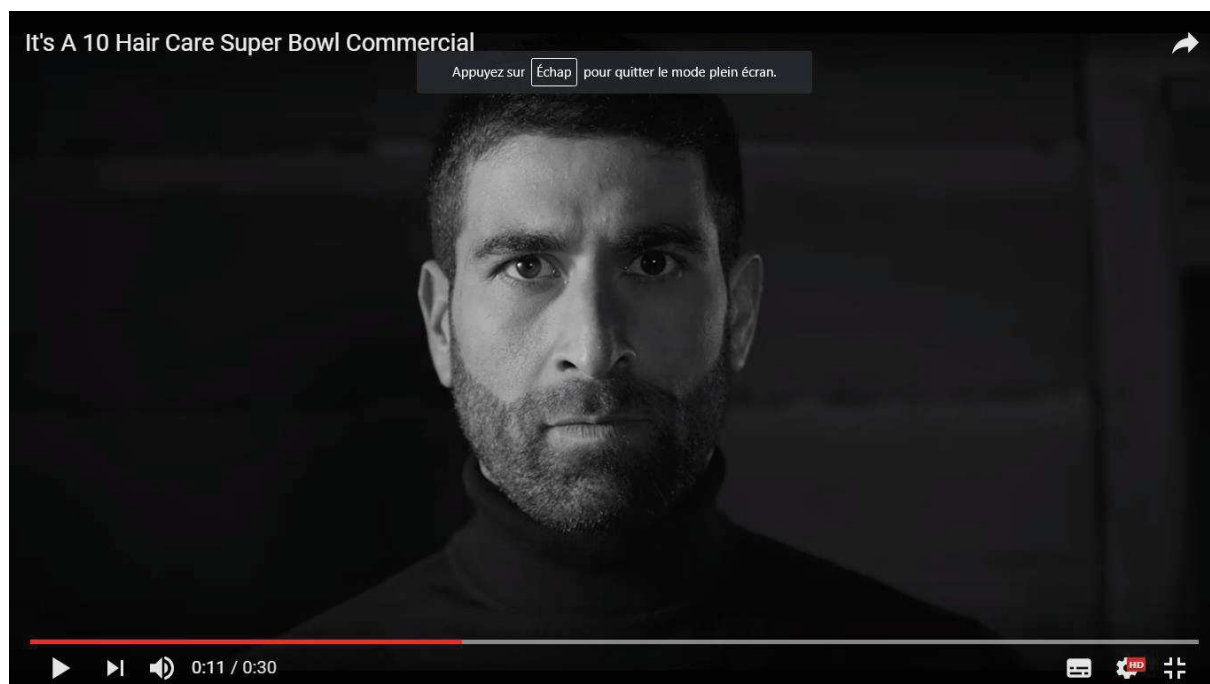 It's A 10 Hair Care Super Bowl Commercial
Appuyez sur Échap pour quitter le mode plein écran.
0:11 / 0:30
HD